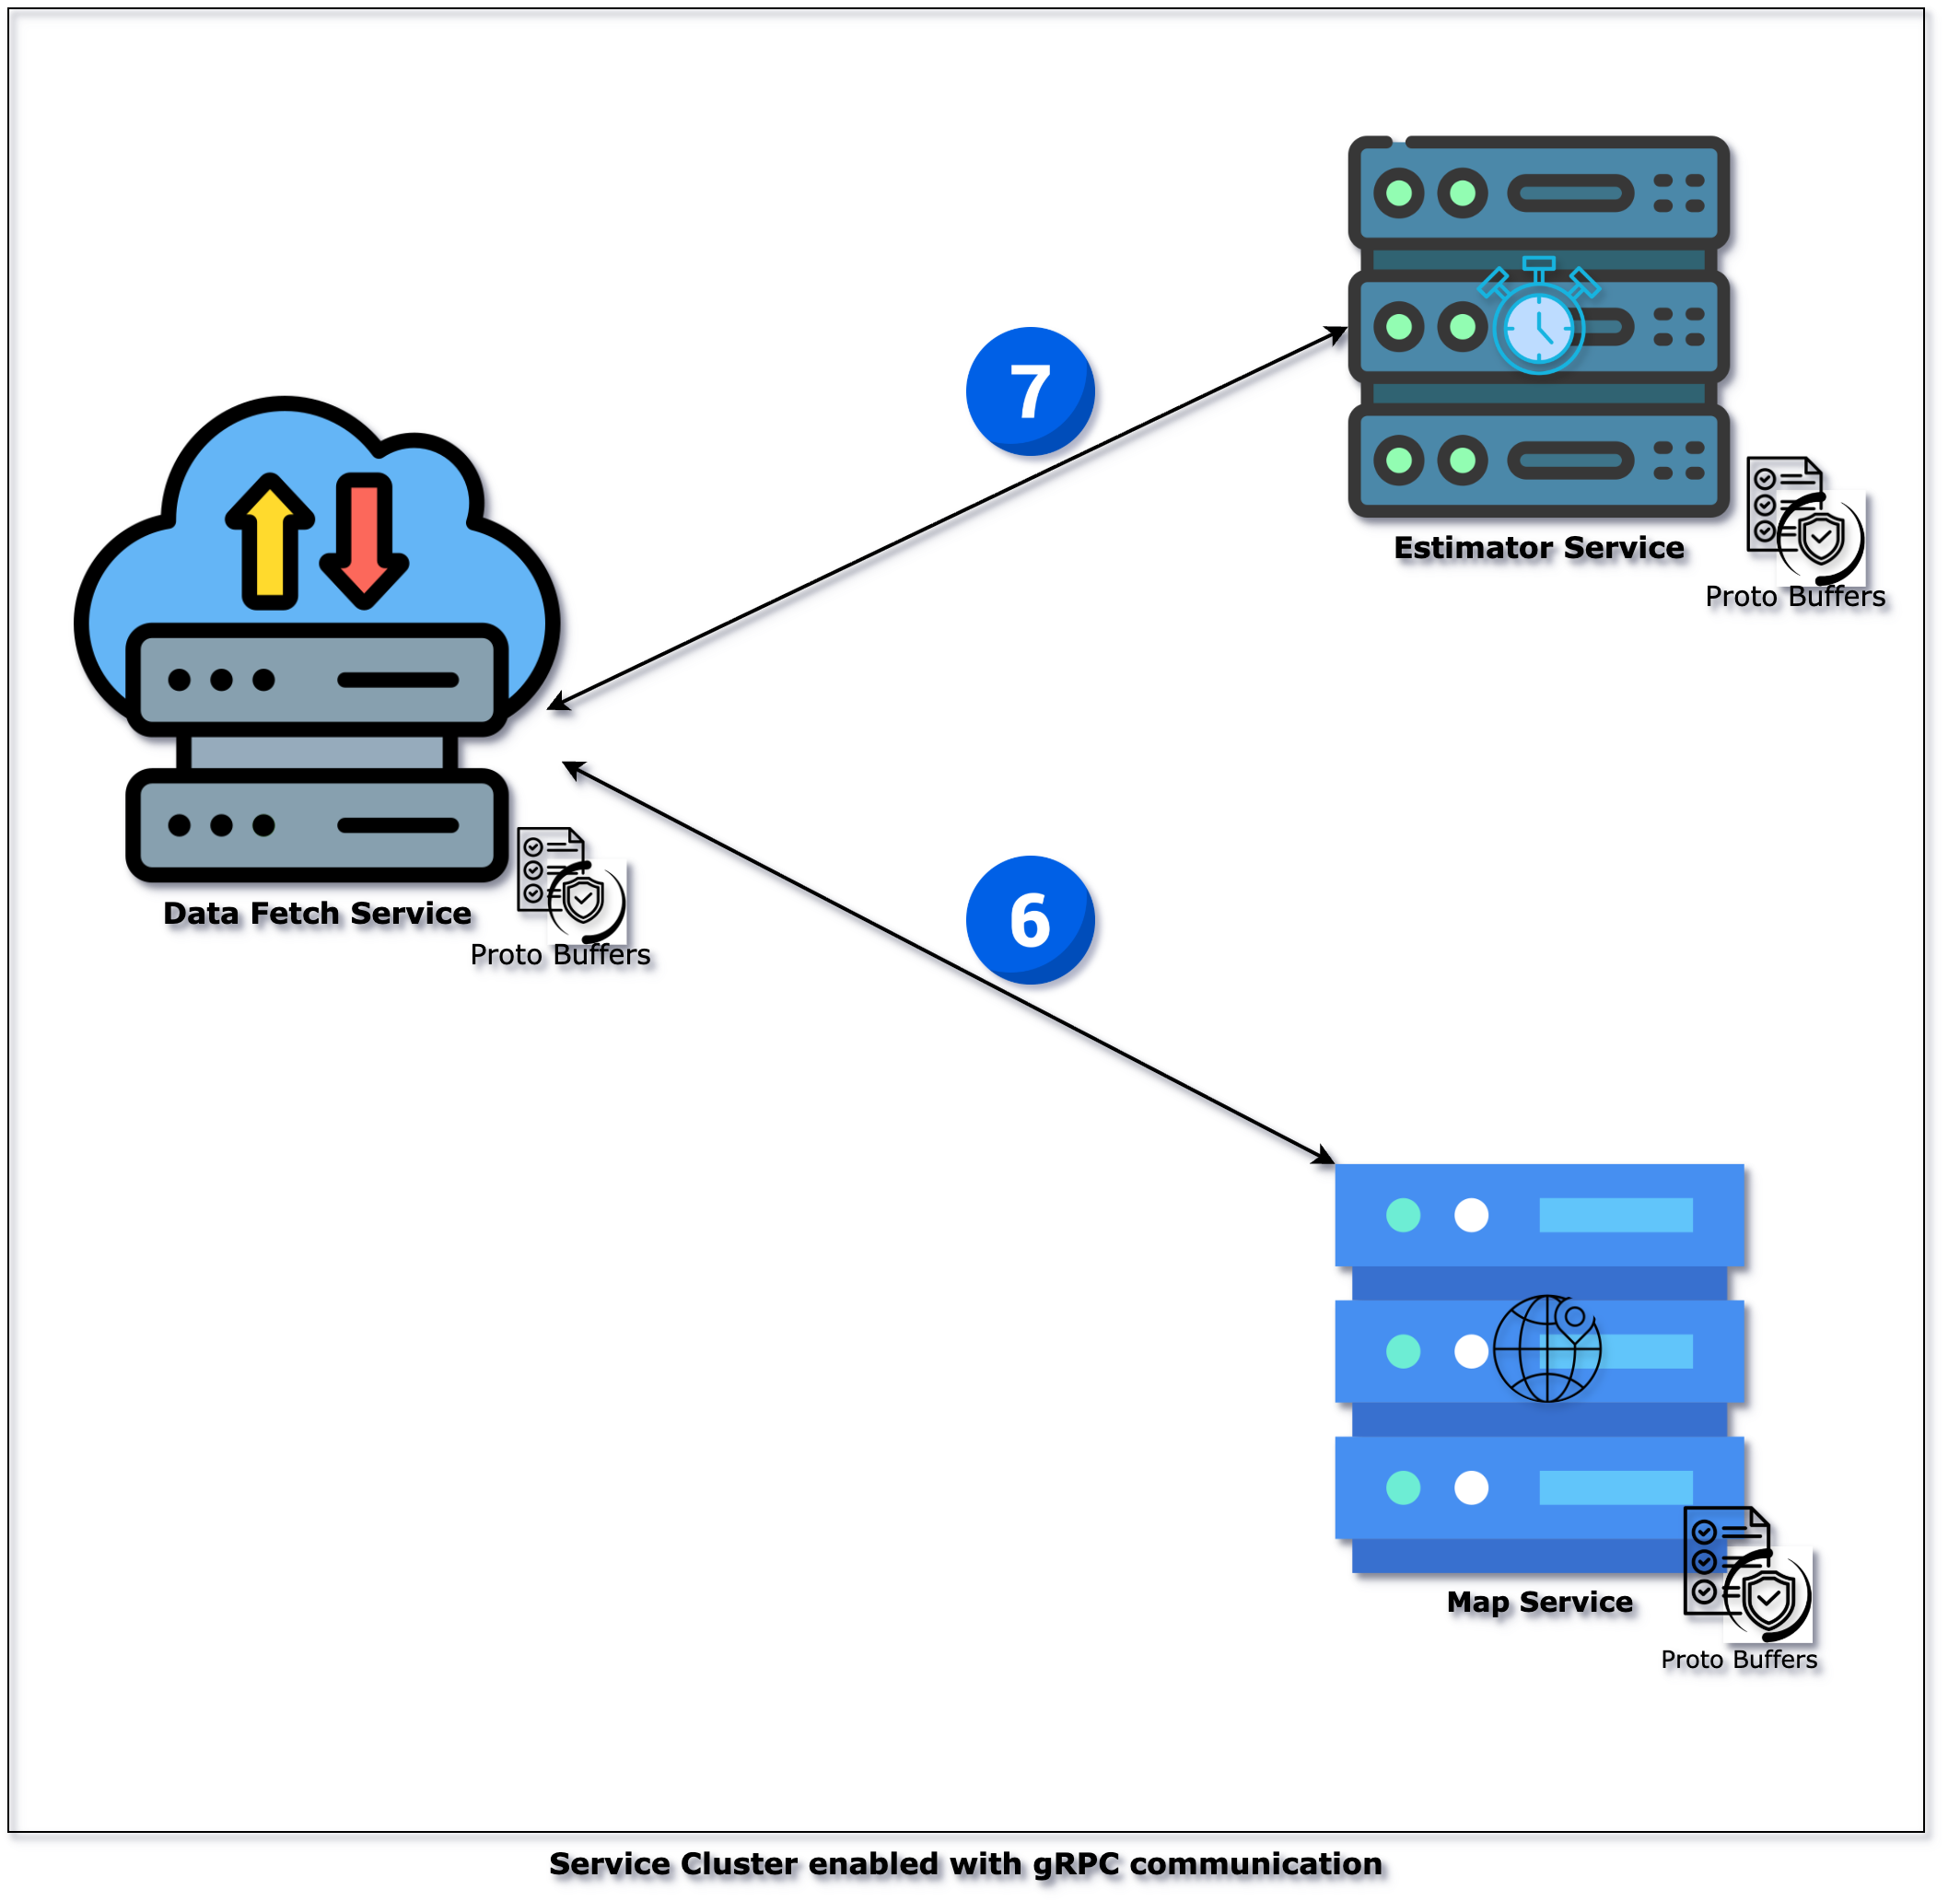 7
Estimator Service
Proto Buffers
Data Fetch Service
Proto Buffers
6
Map Service
Proto Buffers
Service Cluster enabled with gRPC communication